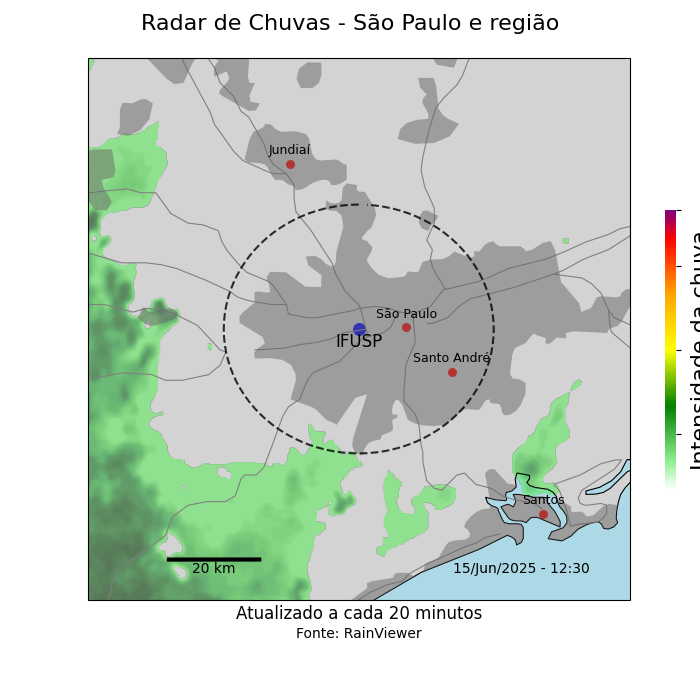 Radar de Chuvas - São Paulo e região
Jundiaí
São Paulo
IFUSP
Santo André
Santos
20 km
15/Jun/2025 - 12:30
Intensidade da chuva
Atualizado a cada 20 minutos
Fonte: RainViewer